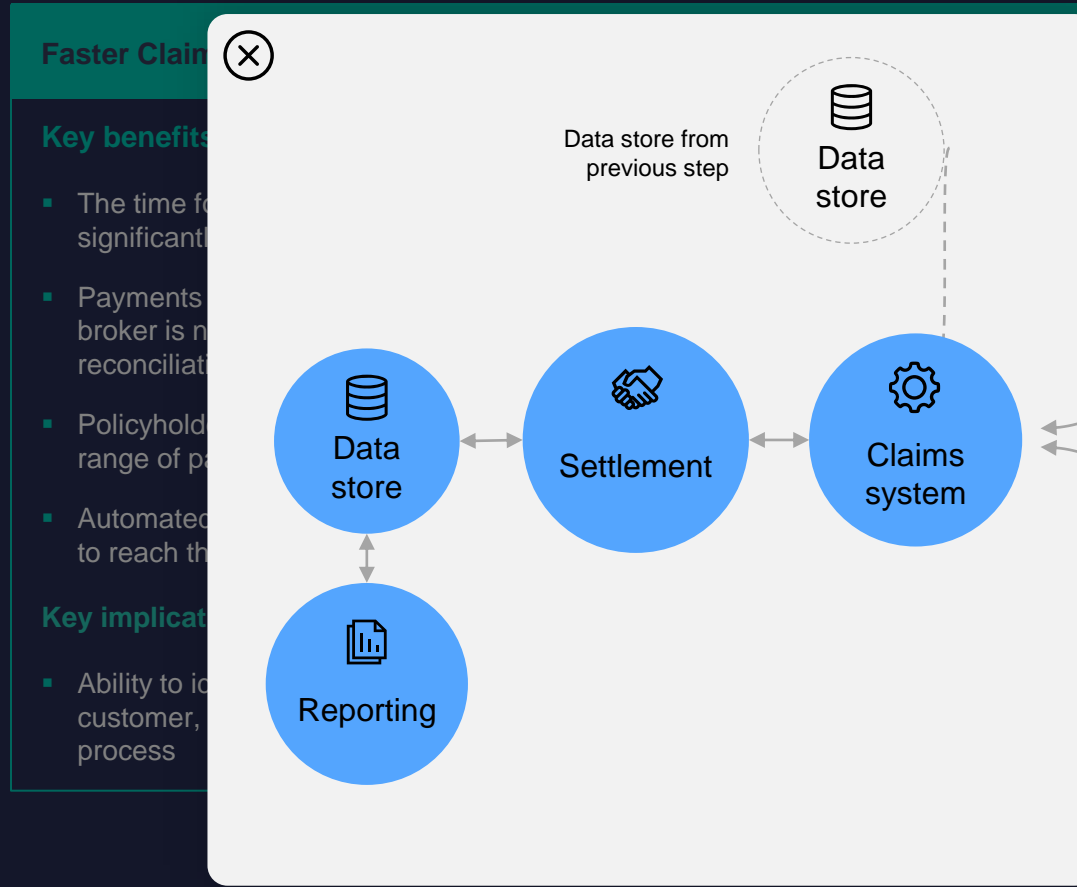 Faster Claim
Key benefits
The time fo
significantl
Payments
broker is n
reconciliati
Policyhold
range of pa
Automated
to reach th
Key implicat
Ability to
customer,
process
Data store from
previous step
Data
store
Data
store
Settlement
Claims
system
Reporting